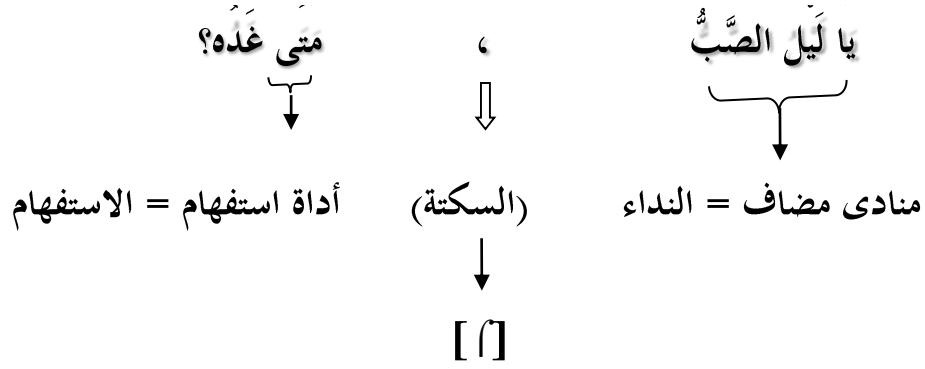 يا لَيلُ الصَّبُّ ، مَتى غَدُه؟
منادى مضاف = النداء (السكتة) أداة استفهام = الاستفهام
[ ]